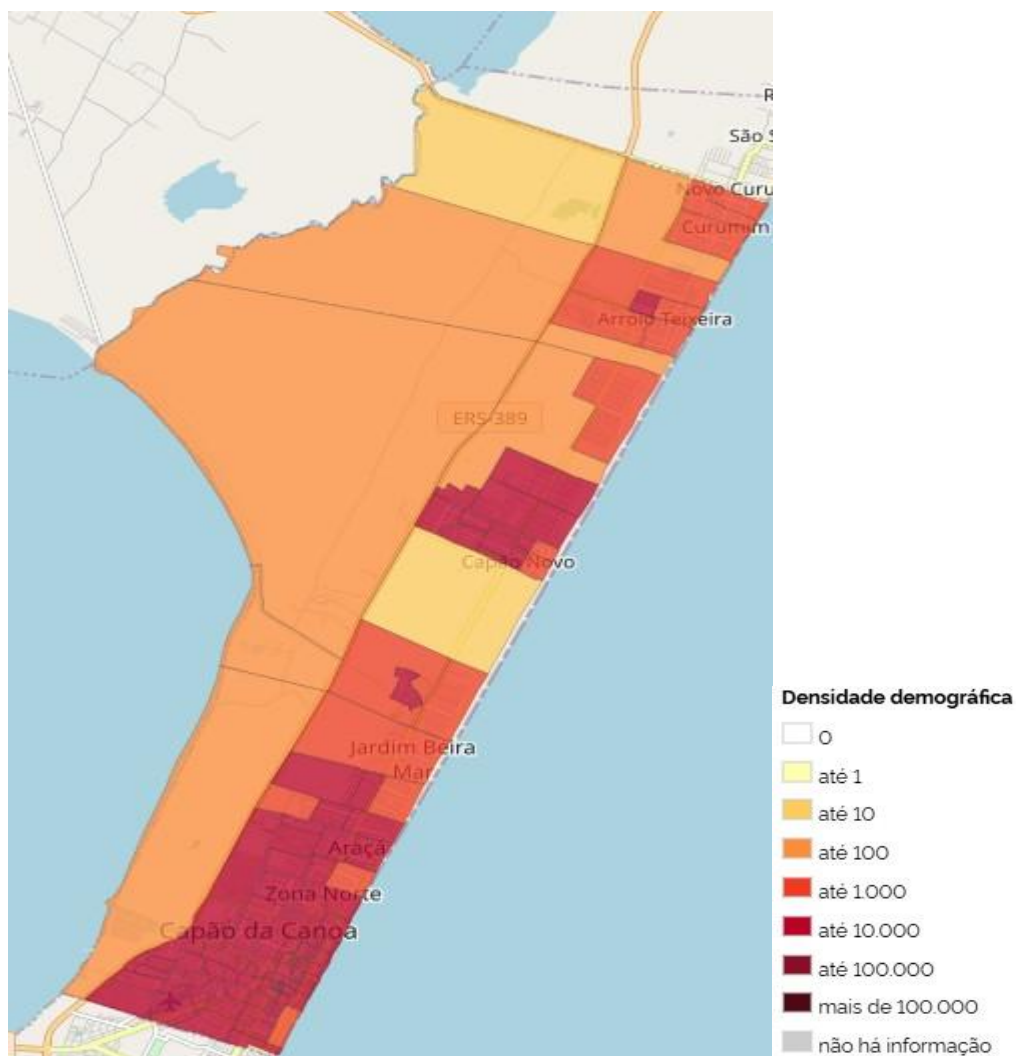 R
São S
Novo Curu
Curumim
Arroio Teixeira
ERS-389
Capão Novo
Jardim Beira
Mar
Araçá
Zona Norte
Capão da Canoa
Densidade demográfica
0
até 1
até 10
até 100
até 1.000
até 10.000
até 100.000
mais de 100.000
não há informação